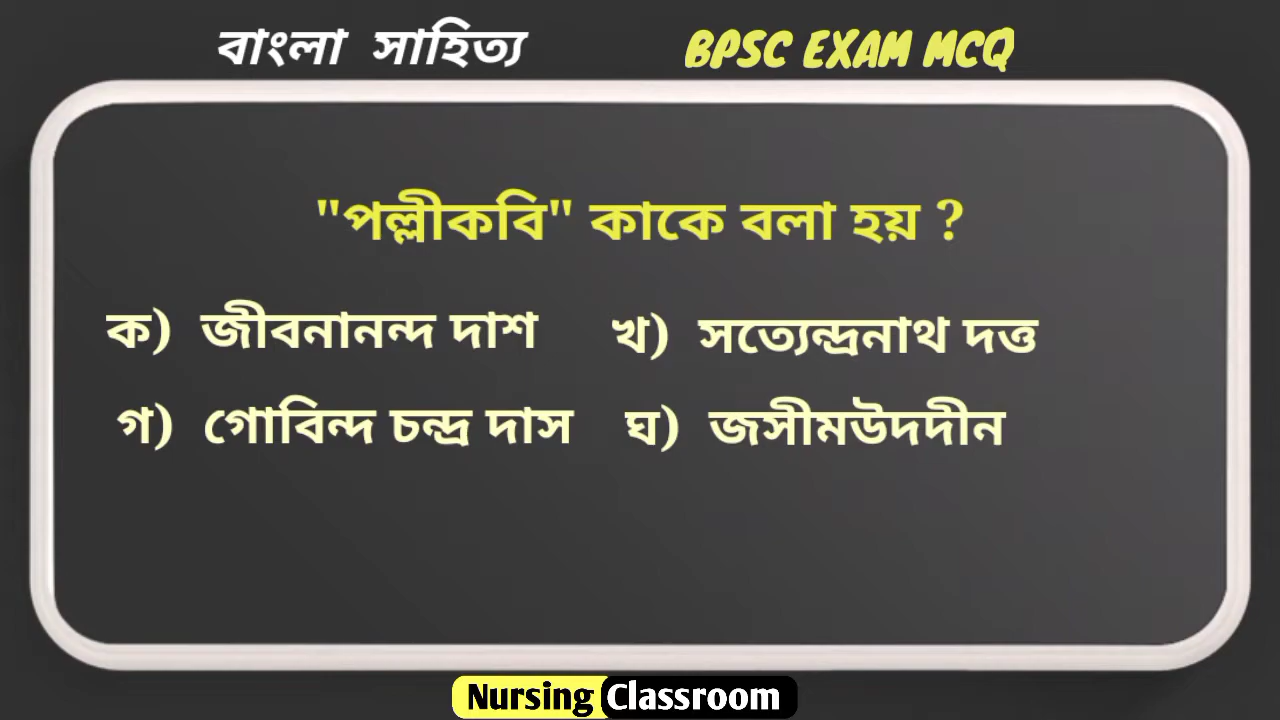 বাংলা সাহিত্য BPSC EXAM MCQ
"পল্লীকবি" কাকে বলা হয় ?
ক) জীবনানন্দ দাশ খ) সত্যেন্দ্রনাথ দত্ত
গ) গোবিন্দ চন্দ্র দাস ঘ) জসীমউদদীন
Nursing Classroom